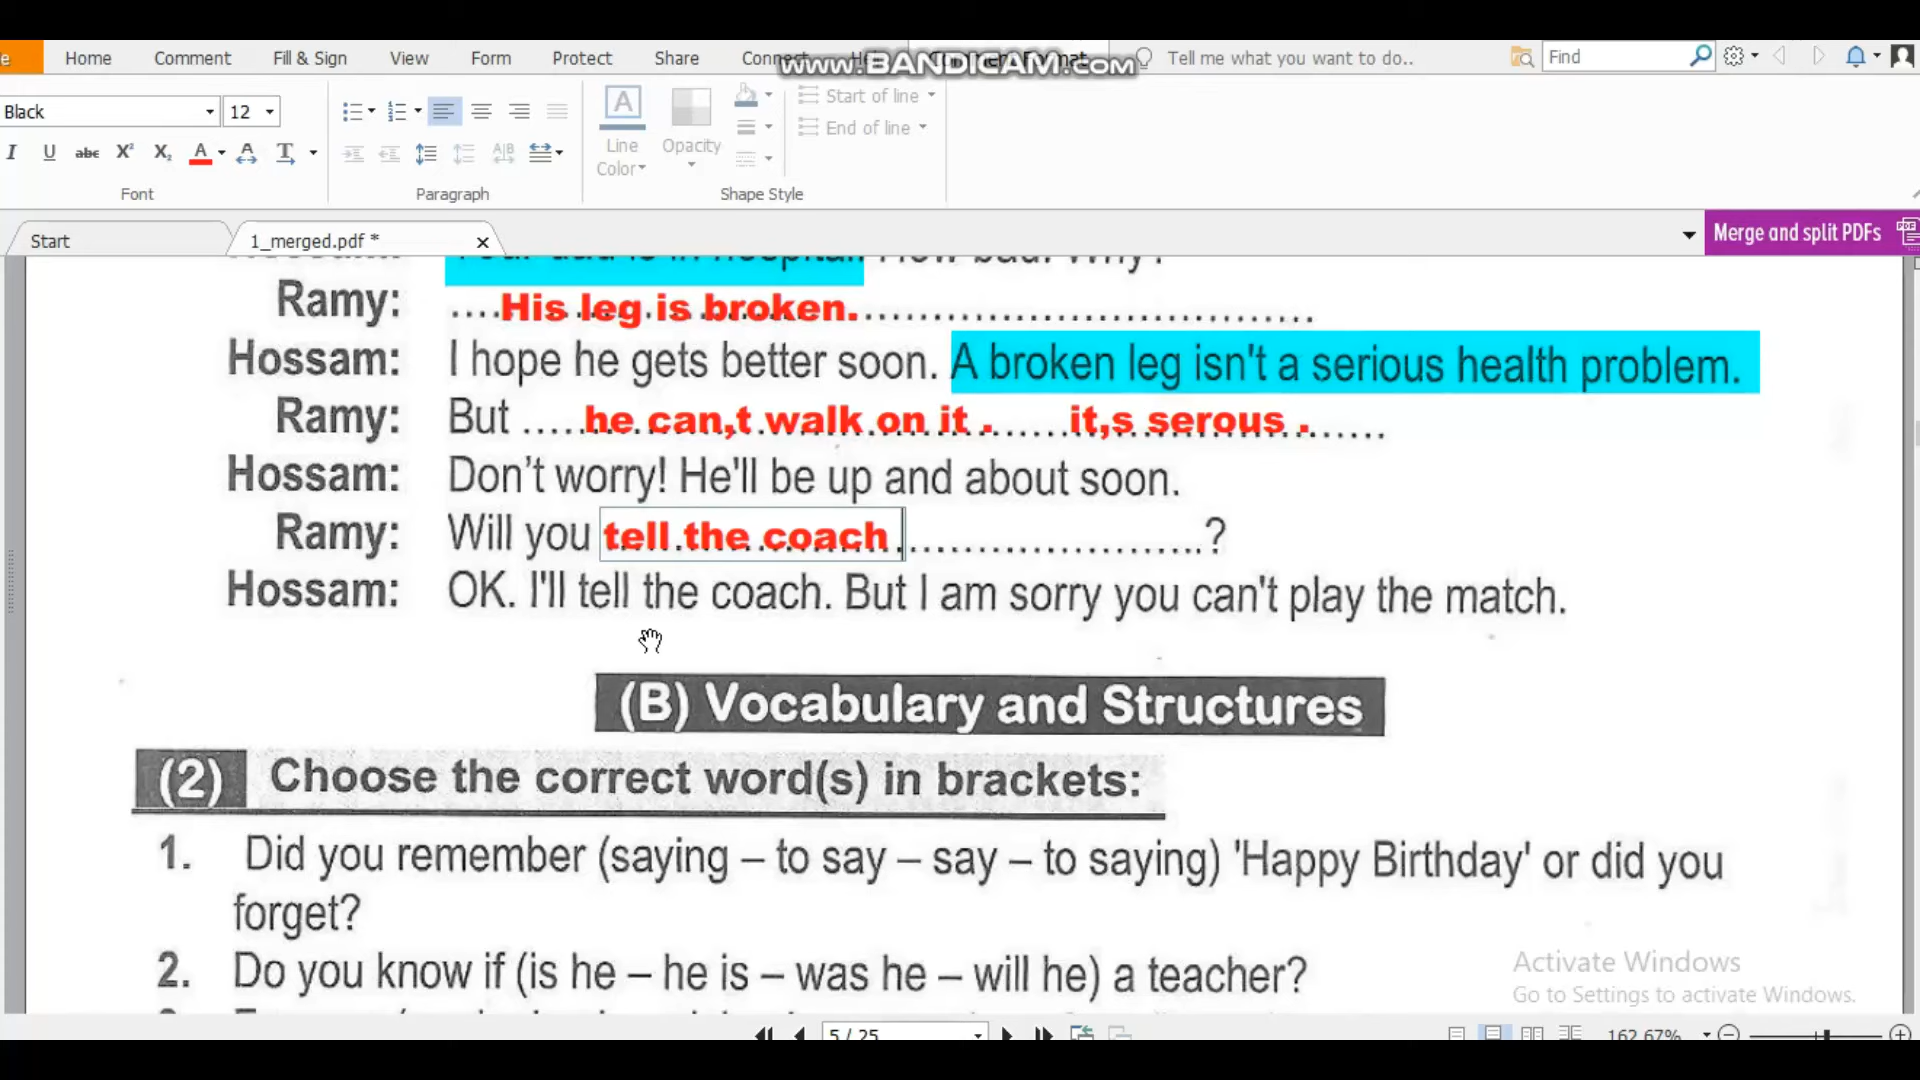 Home Comment Fill & Sign View Form Protect Share Tell me what you want to do.. Find
www.BANDICAM.com
Black 12 Start of line
End of line
Line Color Opacity
Font Paragraph Shape Style
Start 1_merged.pdf * Merge and split PDFs
Ramy: ....His leg is broken.
Hossam: I hope he gets better soon. A broken leg isn't a serious health problem.
Ramy: But .....he can,t walk on it . ...... it,s serous .......
Hossam: Don't worry! He'll be up and about soon.
Ramy: Will you tell the coach ..............................?
Hossam: OK. I'll tell the coach. But I am sorry you can't play the match.
(B) Vocabulary and Structures
(2) Choose the correct word(s) in brackets:
1. Did you remember (saying – to say – say – to saying) 'Happy Birthday' or did you
forget?
2. Do you know if (is he – he is – was he – will he) a teacher?
Activate Windows
Go to Settings to activate Windows.
5 / 25 162.67%